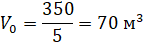 V₀ = 350/5 = 70 м³